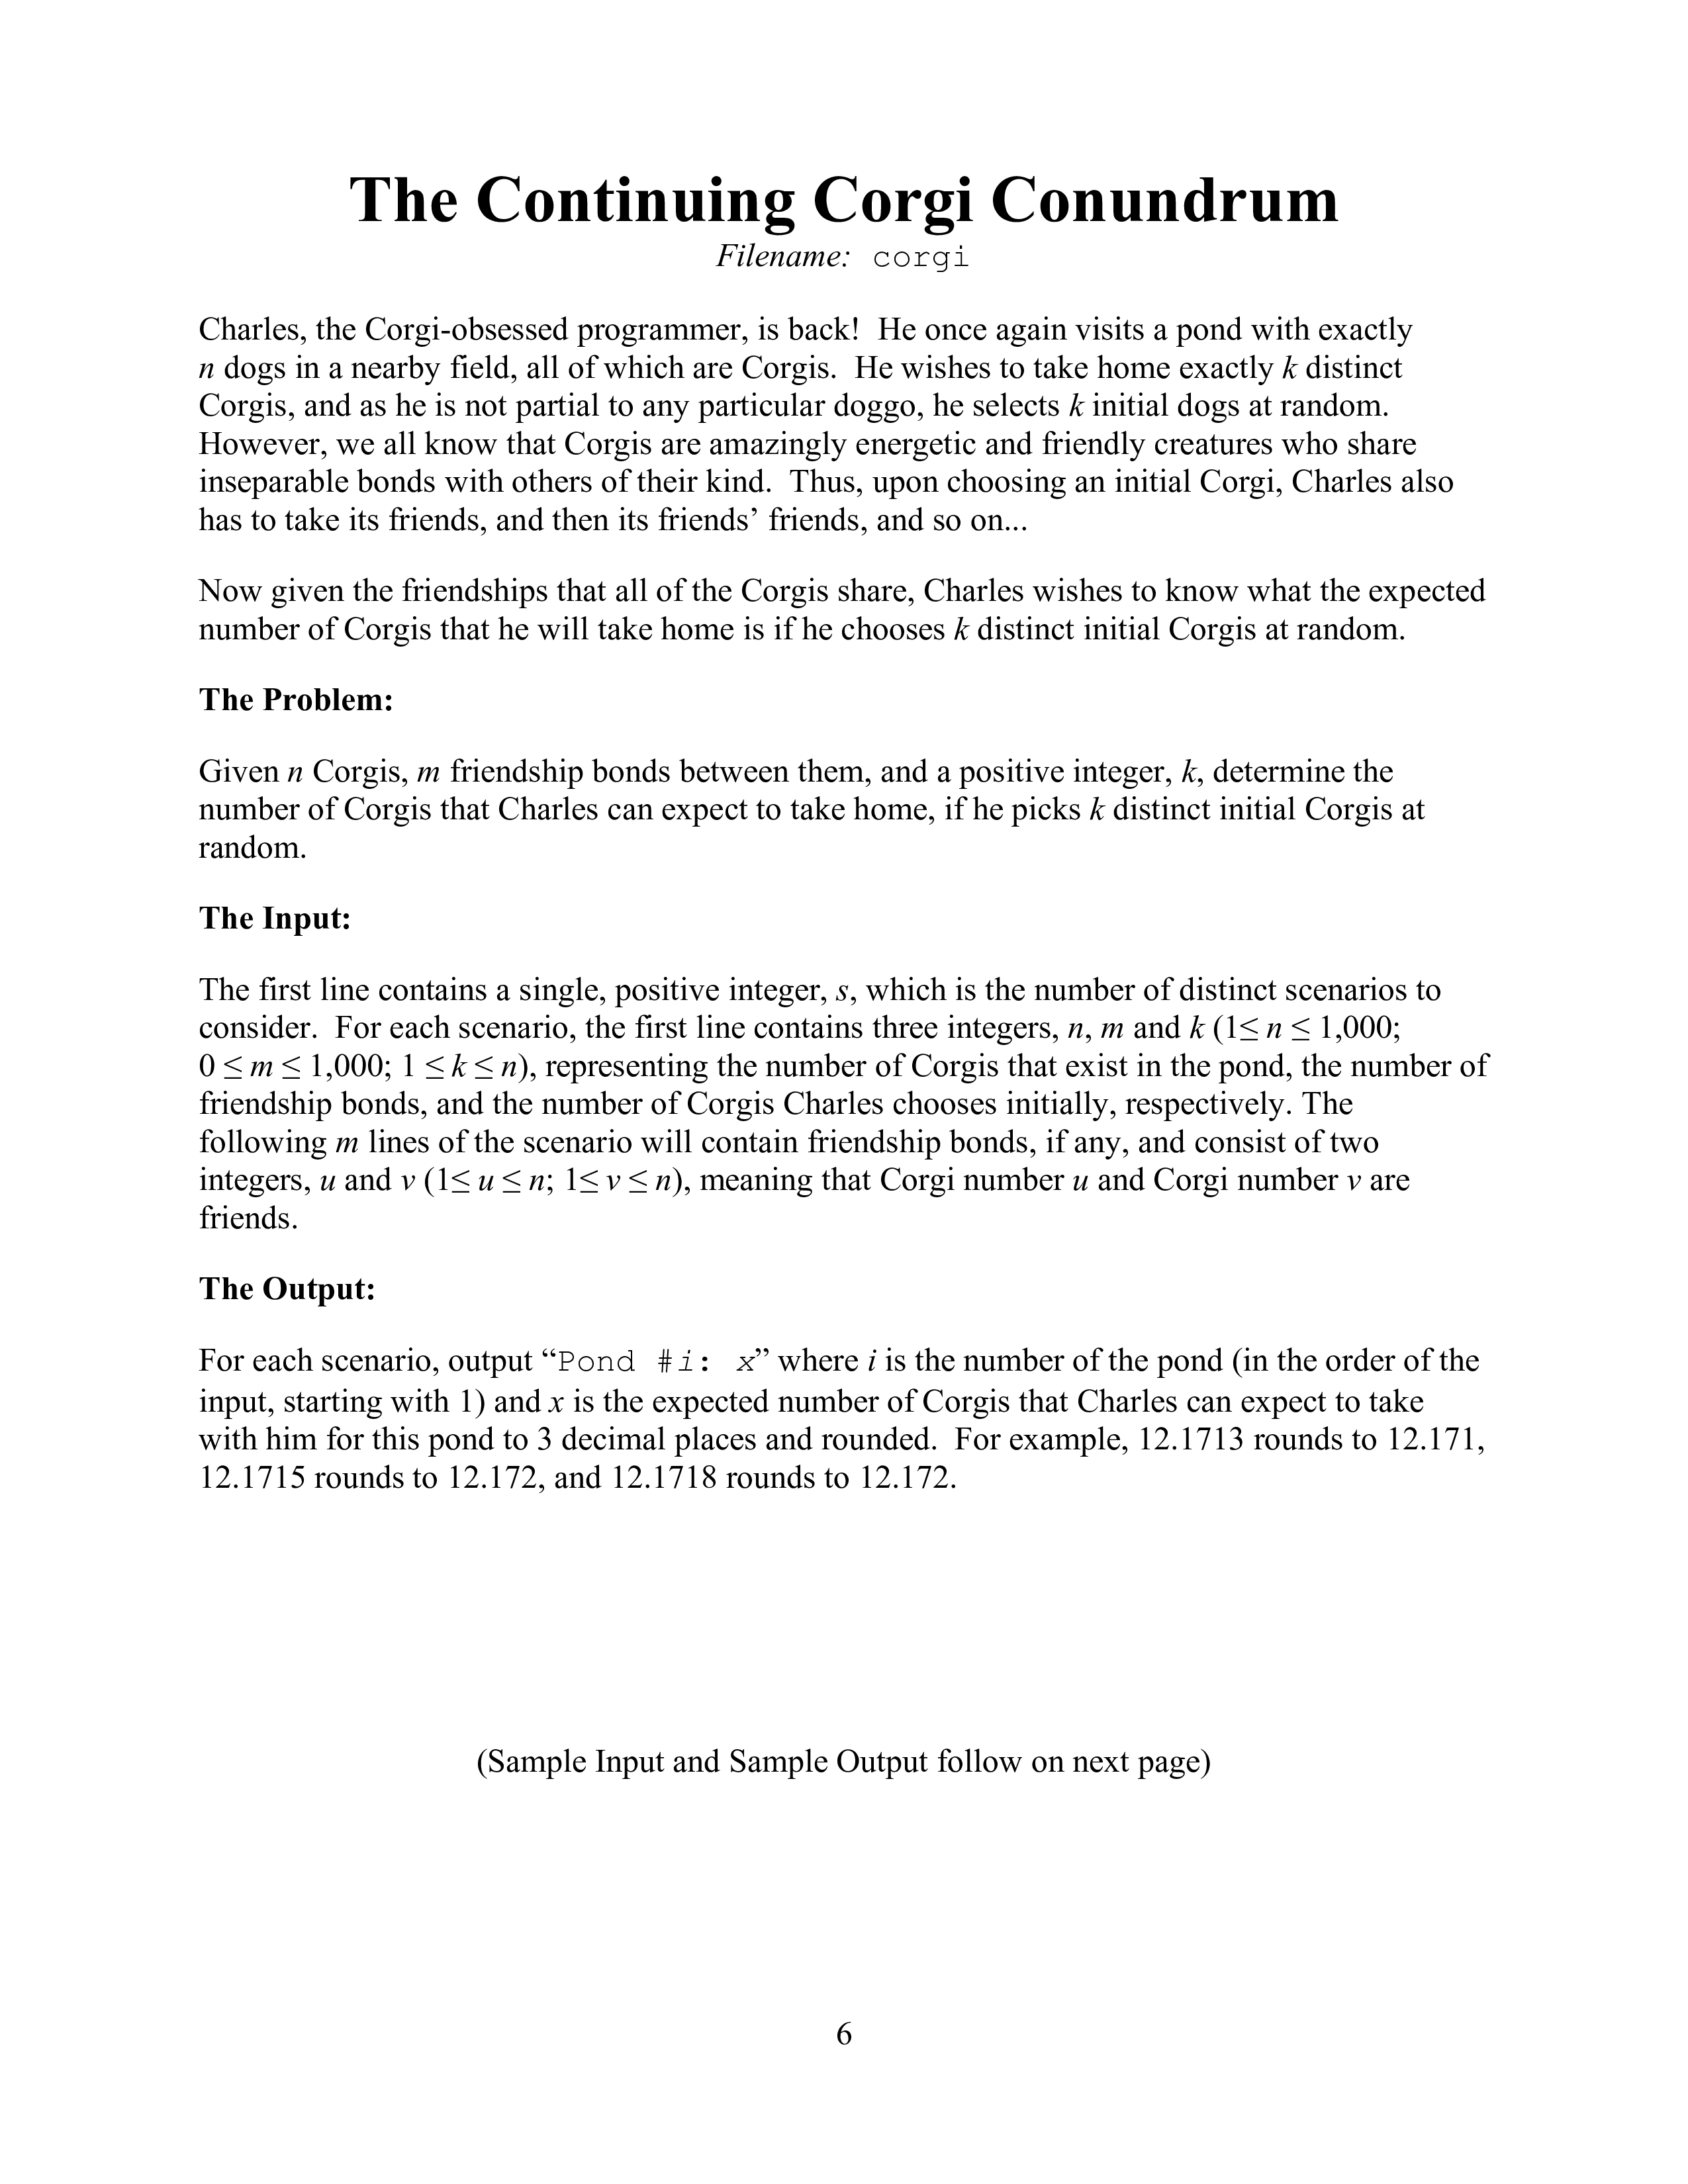 The Continuing Corgi Conundrum
Filename: corgi
Charles, the Corgi-obsessed programmer, is back!  He once again visits a pond with exactly
n dogs in a nearby field, all of which are Corgis.  He wishes to take home exactly k distinct
Corgis, and as he is not partial to any particular doggo, he selects k initial dogs at random.
However, we all know that Corgis are amazingly energetic and friendly creatures who share
inseparable bonds with others of their kind.  Thus, upon choosing an initial Corgi, Charles also
has to take its friends, and then its friends’ friends, and so on...
Now given the friendships that all of the Corgis share, Charles wishes to know what the expected
number of Corgis that he will take home is if he chooses k distinct initial Corgis at random.
The Problem:
Given n Corgis, m friendship bonds between them, and a positive integer, k, determine the
number of Corgis that Charles can expect to take home, if he picks k distinct initial Corgis at
random.
The Input:
The first line contains a single, positive integer, s, which is the number of distinct scenarios to
consider.  For each scenario, the first line contains three integers, n, m and k (1≤ n ≤ 1,000;
0 ≤ m ≤ 1,000; 1 ≤ k ≤ n), representing the number of Corgis that exist in the pond, the number of
friendship bonds, and the number of Corgis Charles chooses initially, respectively. The
following m lines of the scenario will contain friendship bonds, if any, and consist of two
integers, u and v (1≤ u ≤ n; 1≤ v ≤ n), meaning that Corgi number u and Corgi number v are
friends.
The Output:
For each scenario, output “Pond #i: x” where i is the number of the pond (in the order of the
input, starting with 1) and x is the expected number of Corgis that Charles can expect to take
with him for this pond to 3 decimal places and rounded.  For example, 12.1713 rounds to 12.171,
12.1715 rounds to 12.172, and 12.1718 rounds to 12.172.
(Sample Input and Sample Output follow on next page)
6